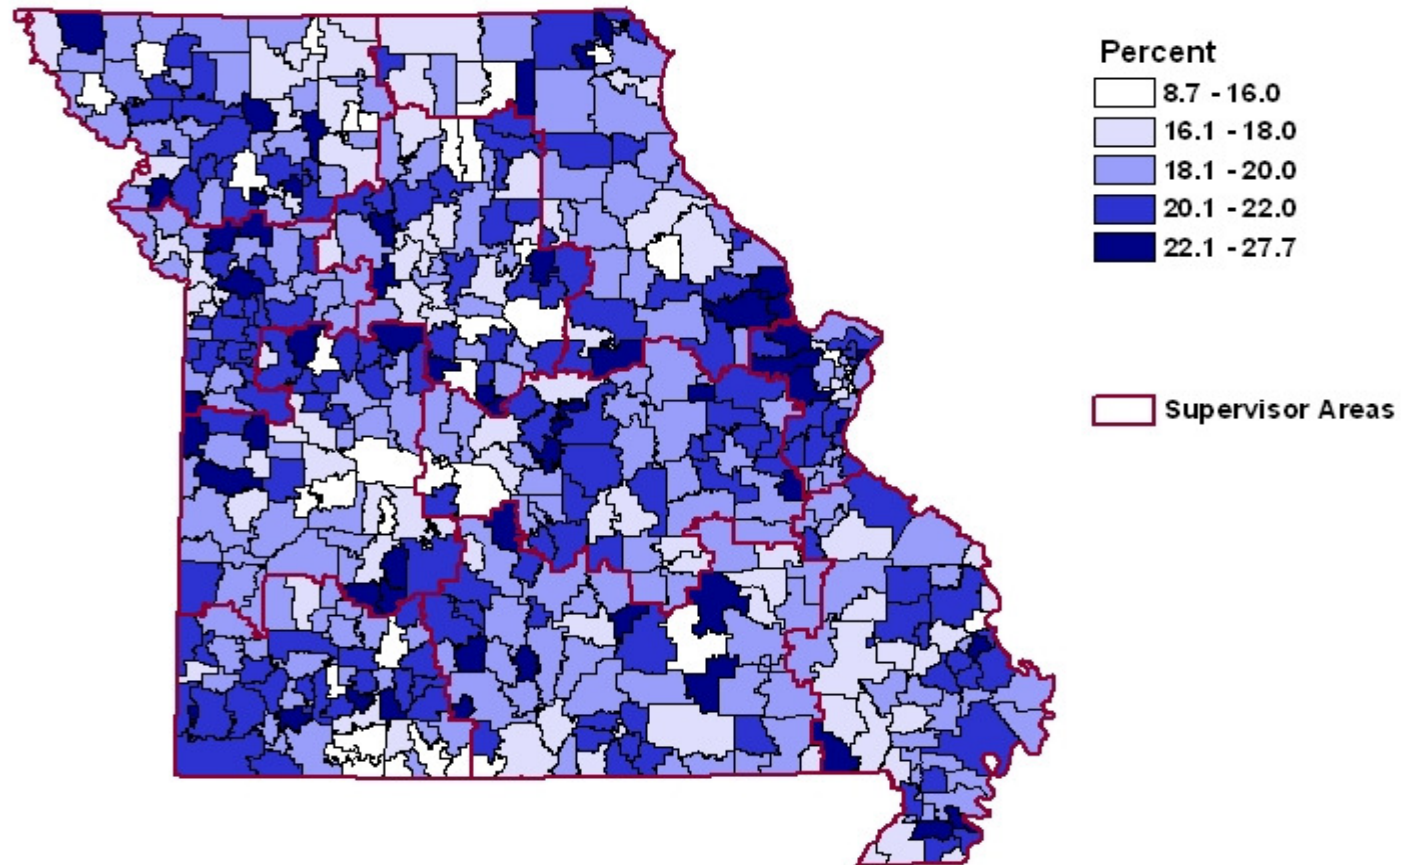 Percent
8.7 - 16.0
16.1 - 18.0
18.1 - 20.0
20.1 - 22.0
22.1 - 27.7
Supervisor Areas